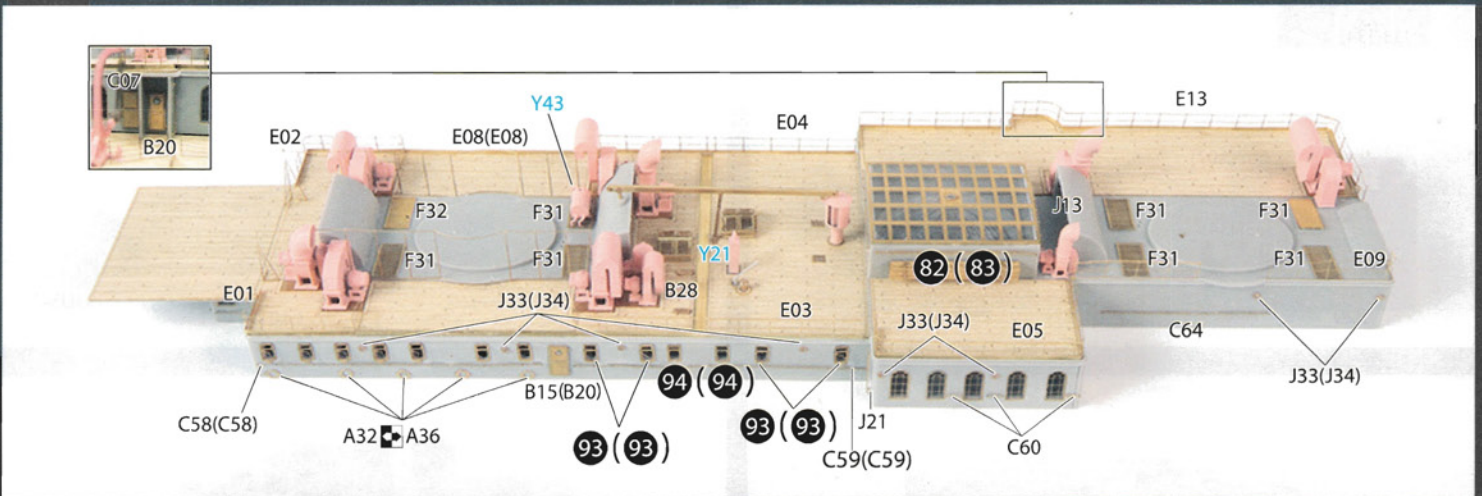 C07
B20
E02
E08(E08)
Y43
E04
E13
F32
F31
J13
F31
F31
F31
F31
Y21
82 (83)
F31
F31
E09
E01
J33(J34)
B28
E03
J33(J34)
E05
C64
B15(B20)
94 (94)
J33(J34)
C58(C58)
A32 A36
93 (93)
93 (93)
J21
C59(C59)
C60